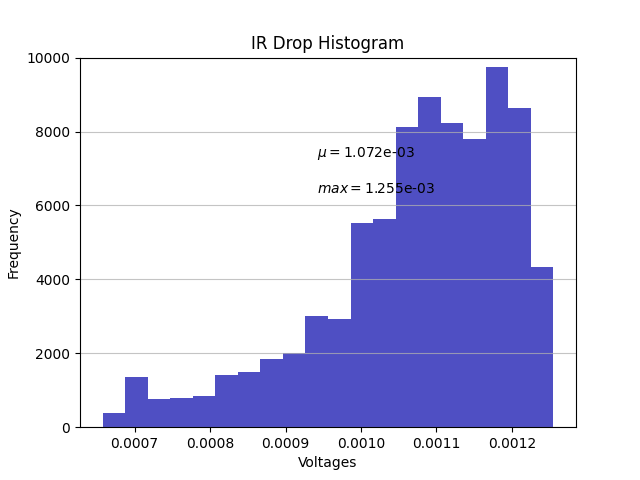 IR Drop Histogram
10000
8000
6000
4000
2000
0
Frequency
μ = 1.072e-03
max = 1.255e-03
0.0007 0.0008 0.0009 0.0010 0.0011 0.0012
Voltages